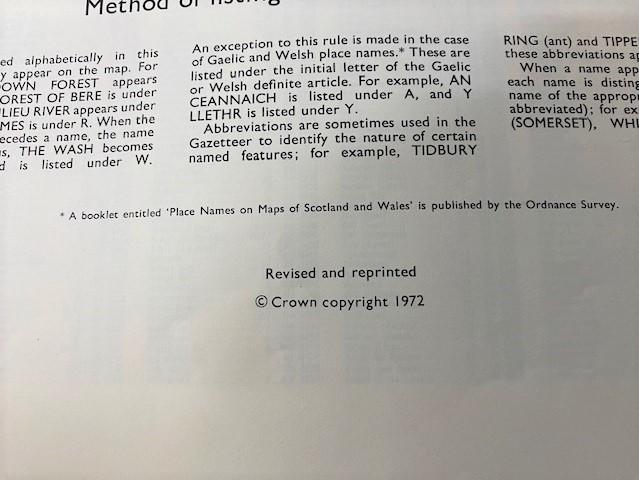 Method of listing
ed alphabetically in this
y appear on the map. For
DOWN FOREST appears
OREST OF BERE is under
LIEU RIVER appears under
MES is under R. When the
ecedes a name, the name
s, THE WASH becomes
d is listed under W.
An exception to this rule is made in the case
of Gaelic and Welsh place names.* These are
listed under the initial letter of the Gaelic
or Welsh definite article. For example, AN
CEANNAICH is listed under A, and Y
LLETHR is listed under Y.
Abbreviations are sometimes used in the
Gazetteer to identify the nature of certain
named features; for example, TIDBURY
RING (ant) and TIPPE
these abbreviations ap
When a name app
each name is disting
name of the appropr
abbreviated); for ex
(SOMERSET), WHI
* A booklet entitled 'Place Names on Maps of Scotland and Wales' is published by the Ordnance Survey.
Revised and reprinted
© Crown copyright 1972